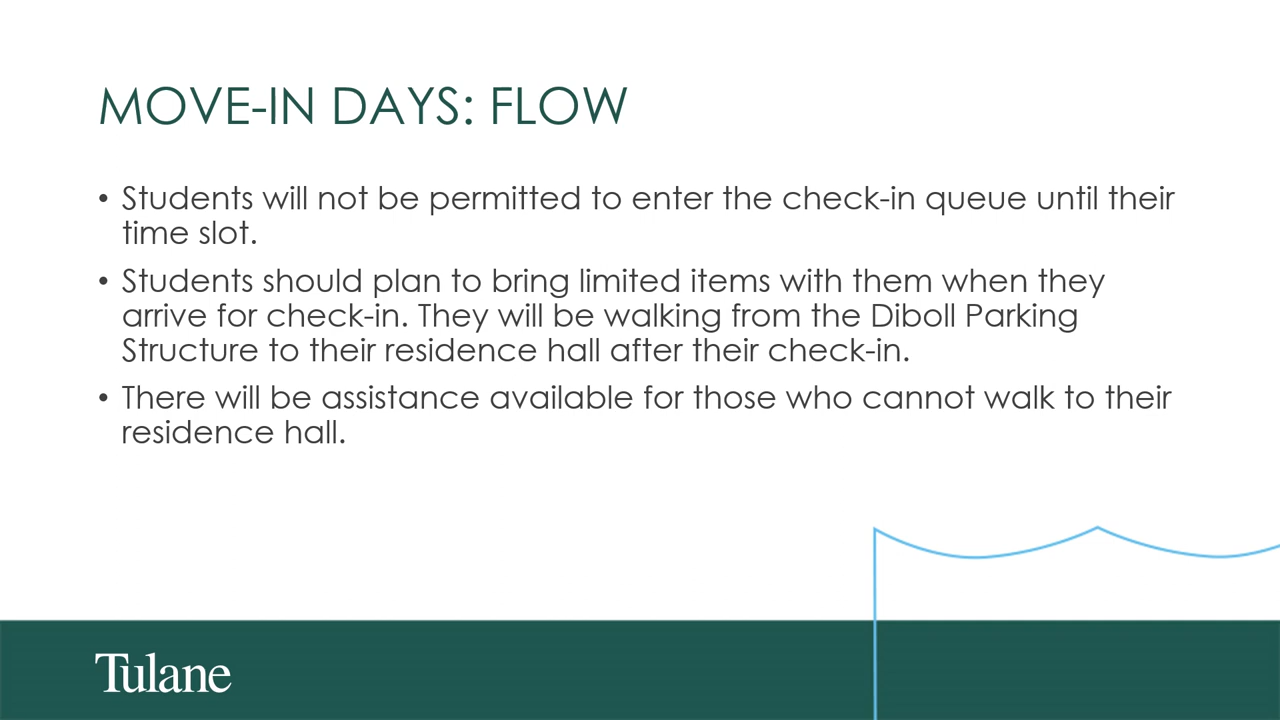 MOVE-IN DAYS: FLOW
• Students will not be permitted to enter the check-in queue until their
time slot.
• Students should plan to bring limited items with them when they
arrive for check-in. They will be walking from the Diboll Parking
Structure to their residence hall after their check-in.
• There will be assistance available for those who cannot walk to their
residence hall.
Tulane